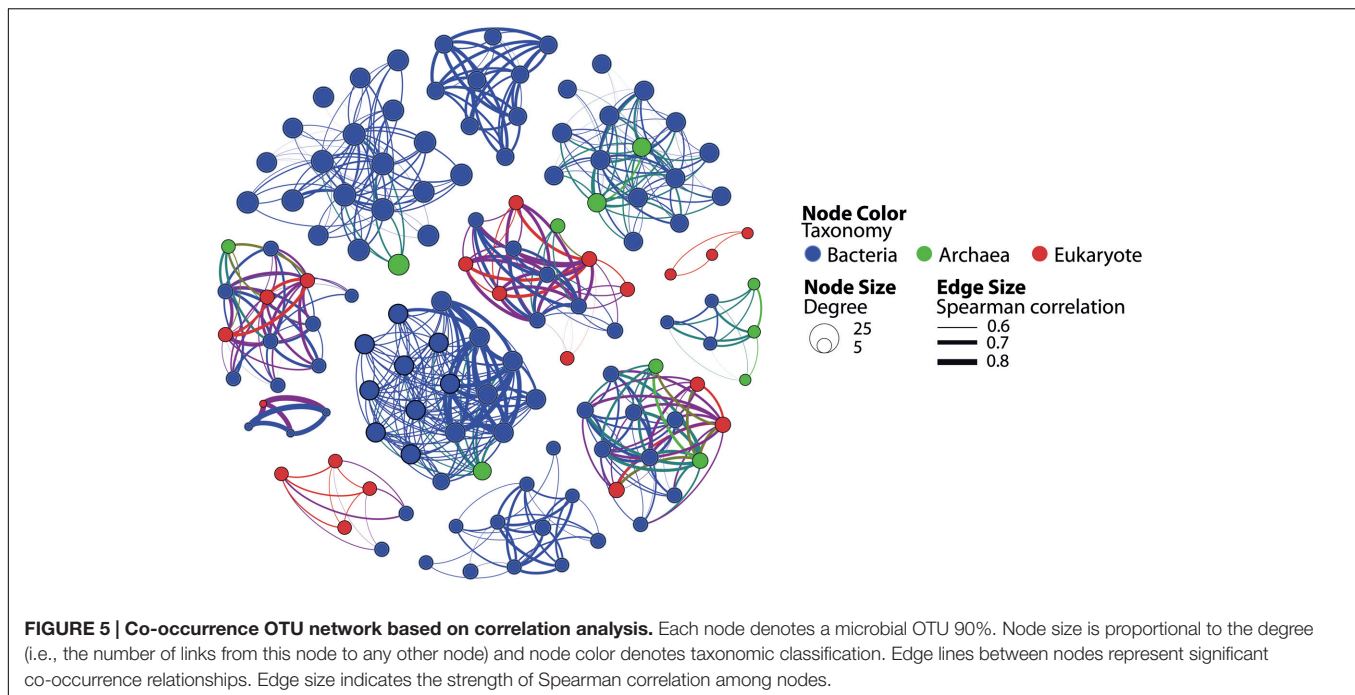 Node Color
Taxonomy
Bacteria Archaea Eukaryote
Node Size
Degree
25
5
Edge Size
Spearman correlation
0.6
0.7
0.8
FIGURE 5 | Co-occurrence OTU network based on correlation analysis. Each node denotes a microbial OTU 90%. Node size is proportional to the degree
(i.e., the number of links from this node to any other node) and node color denotes taxonomic classification. Edge lines between nodes represent significant
co-occurrence relationships. Edge size indicates the strength of Spearman correlation among nodes.